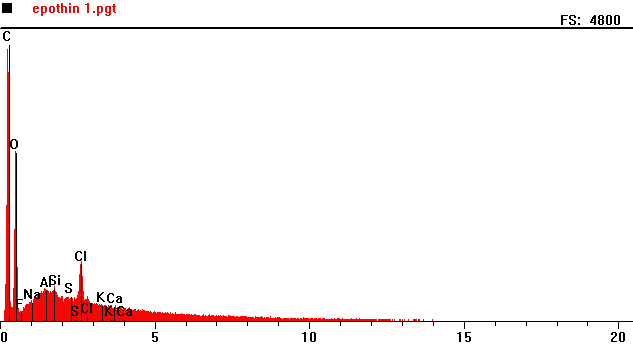 epothin 1.pgt
FS: 4800
C
O
Cl
Na Al Si S K Ca
F S Cl K Ca
0 5 10 15 20